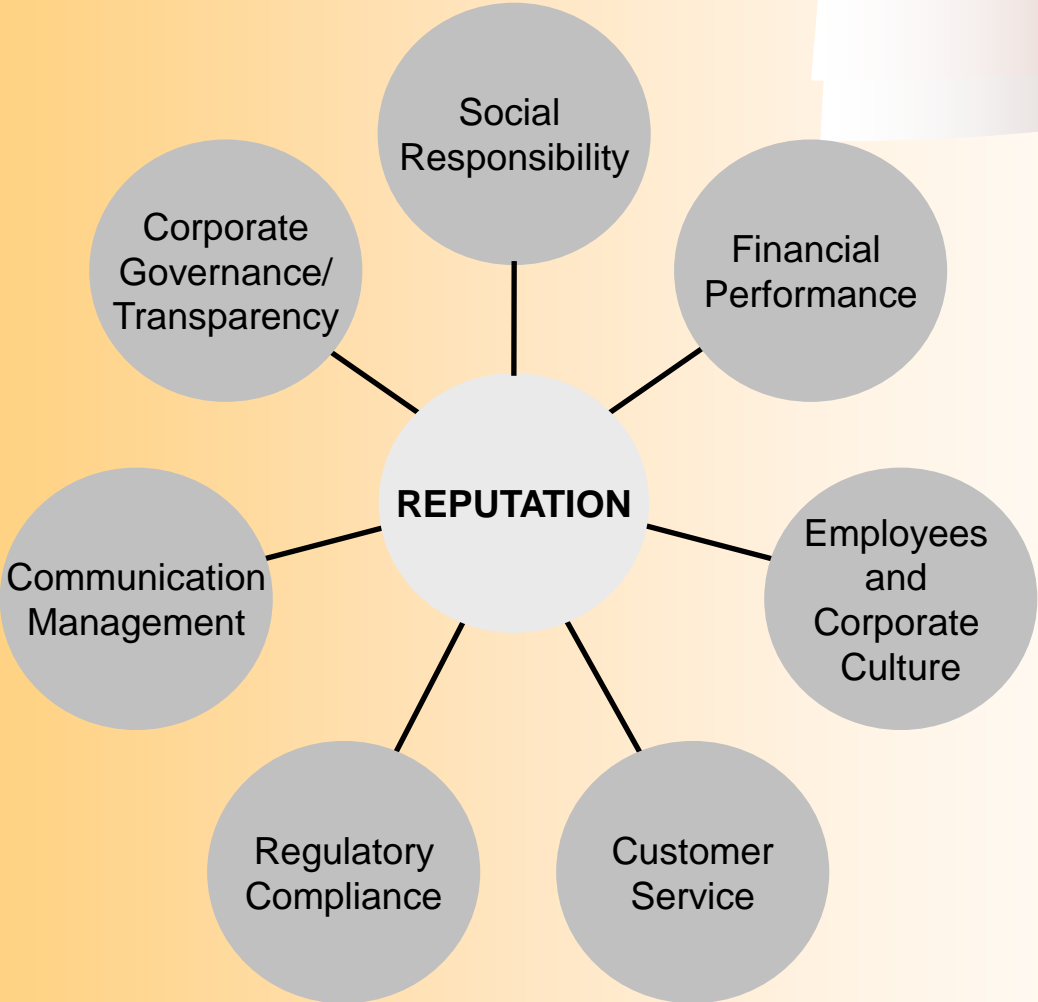 Social
Responsibility
Corporate
Governance/
Transparency
Financial
Performance
REPUTATION
Employees
and
Corporate
Culture
Communication
Management
Regulatory
Compliance
Customer
Service